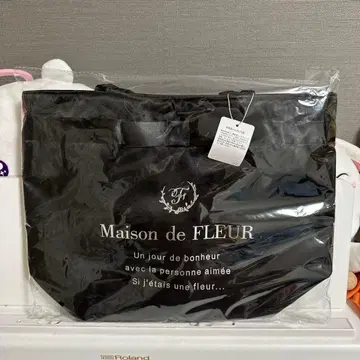 F
Maison de FLEUR
Un jour de bonheur
avec la personne aimée
Si j'étais une fleur...
Roland